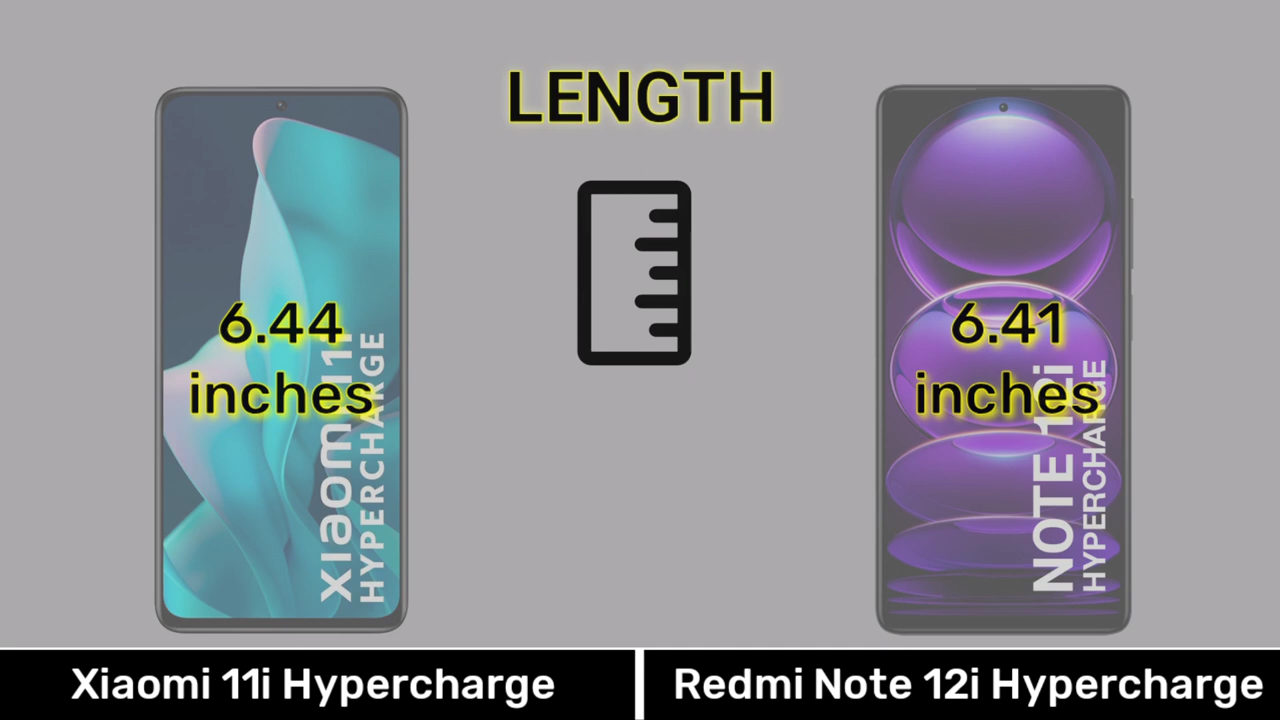 LENGTH
6.44
inches
Xiaomi 11i
HYPERCHARGE
6.41
inches
NOTE 12i
HYPERCHARGE
Xiaomi 11i Hypercharge
Redmi Note 12i Hypercharge